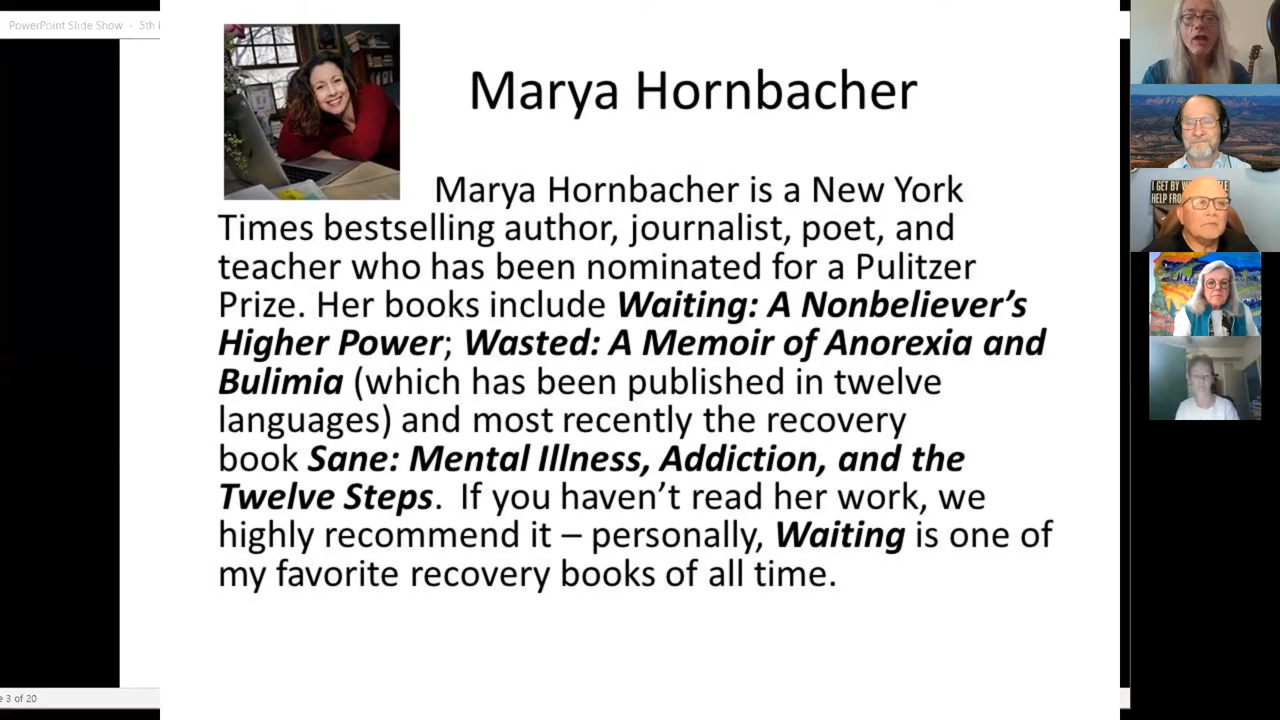 PowerPoint Slide Show - 5th
Marya Hornbacher
Marya Hornbacher is a New York
Times bestselling author, journalist, poet, and
teacher who has been nominated for a Pulitzer
Prize. Her books include Waiting: A Nonbeliever’s
Higher Power; Wasted: A Memoir of Anorexia and
Bulimia (which has been published in twelve
languages) and most recently the recovery
book Sane: Mental Illness, Addiction, and the
Twelve Steps.  If you haven’t read her work, we
highly recommend it – personally, Waiting is one of
my favorite recovery books of all time.
I GET BY
HELP
3 of 20